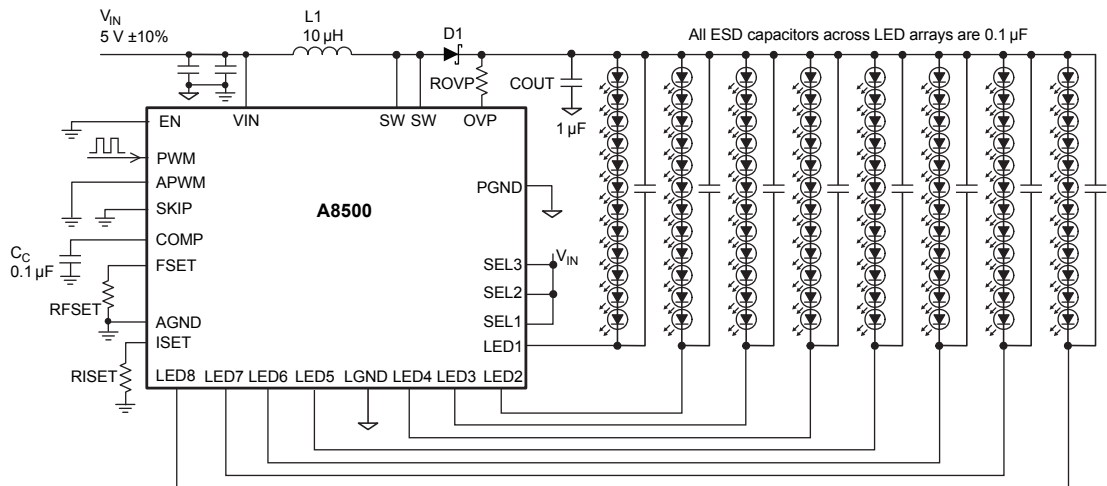 VIN
5 V ±10%
L1
10 µH
D1
All ESD capacitors across LED arrays are 0.1 µF
ROVP
COUT
1 µF
EN
VIN
SW
SW
OVP
PWM
APWM
SKIP
A8500
PGND
COMP
CC
0.1 µF
FSET
VIN
SEL3
SEL2
SEL1
RFSET
AGND
ISET
LED1
RISET
LED8
LED7
LED6
LED5
LGND
LED4
LED3
LED2